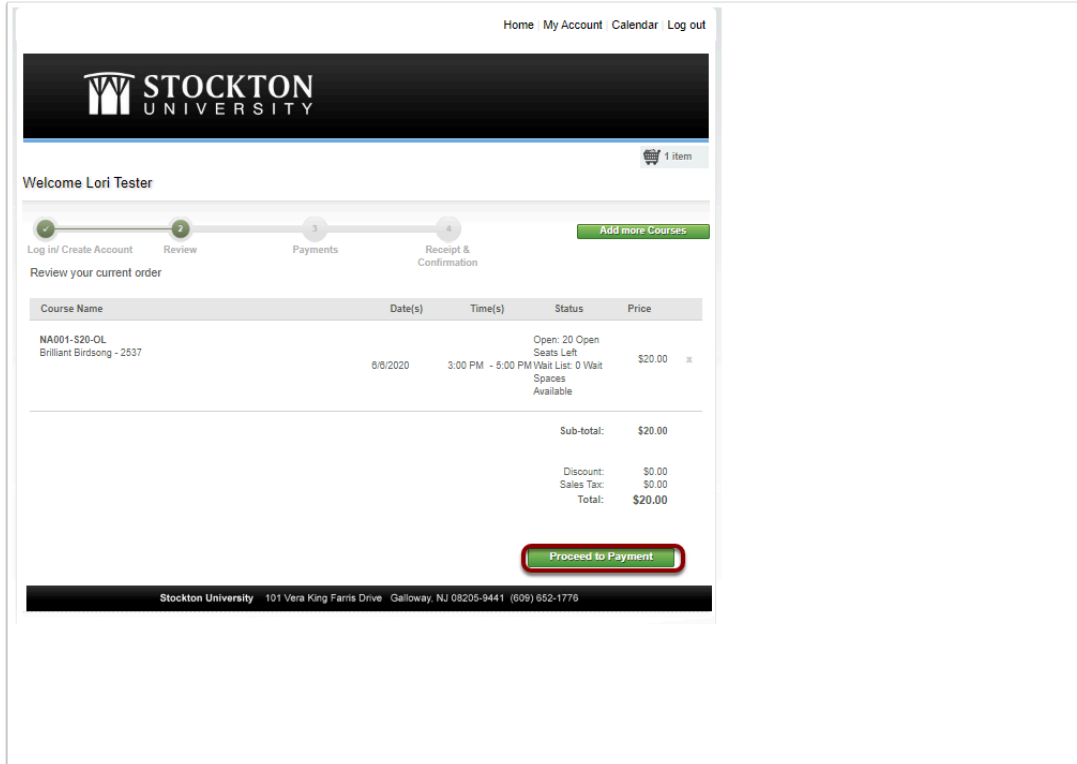 Home My Account Calendar Log out
STOCKTON
UNIVERSITY
1 item
Welcome Lori Tester
2 3 4
Add more Courses
Log in/ Create Account Review Payments Receipt &
Confirmation
Review your current order
Course Name Date(s) Time(s) Status Price
NA001-S20-OL
Brilliant Birdsong - 2537
6/6/2020 3:00 PM - 5:00 PM
Open: 20 Open
Seats Left
Wait List: 0 Wait
Spaces
Available
$20.00 x
Sub-total: $20.00
Discount: $0.00
Sales Tax: $0.00
Total: $20.00
Proceed to Payment
Stockton University 101 Vera King Farris Drive Galloway, NJ 08205-9441 (609) 652-1776